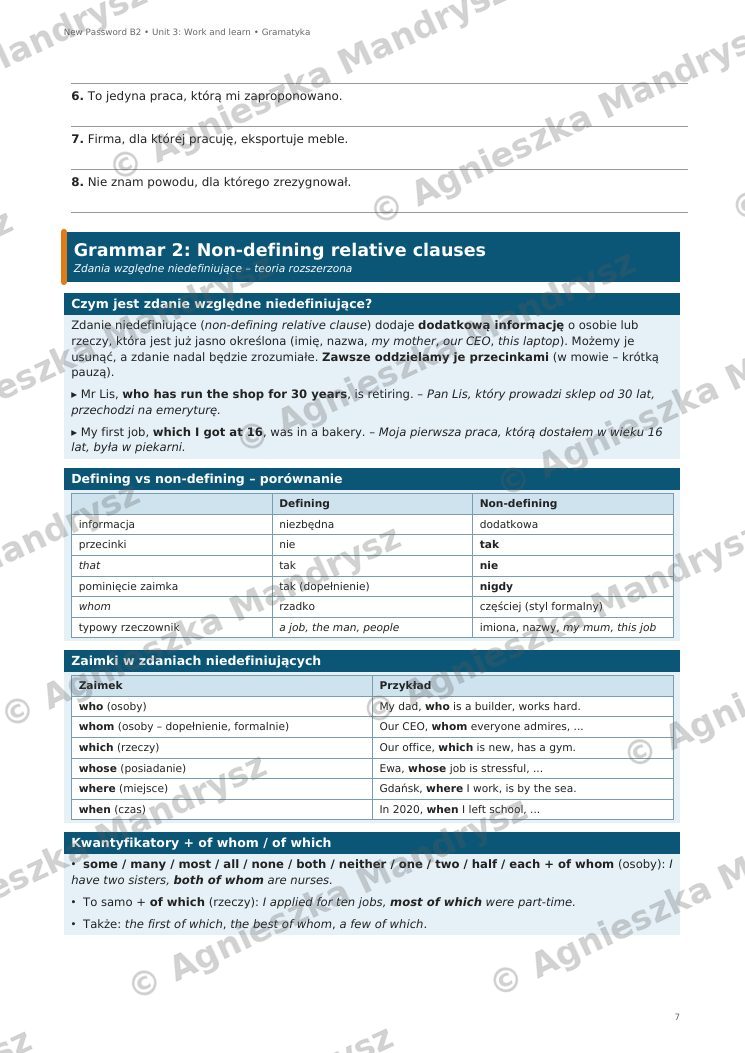 New Password B2 • Unit 3: Work and learn • Gramatyka
6. To jedyna praca, którą mi zaproponowano.
7. Firma, dla której pracuję, eksportuje meble.
8. Nie znam powodu, dla którego zrezygnował.
Grammar 2: Non-defining relative clauses
Zdania względne niedefiniujące – teoria rozszerzona
Czym jest zdanie względne niedefiniujące?
Zdanie niedefiniujące (non-defining relative clause) dodaje dodatkową informację o osobie lub
rzeczy, która jest już jasno określona (imię, nazwa, my mother, our CEO, this laptop). Możemy je
usunąć, a zdanie nadal będzie zrozumiałe. Zawsze oddzielamy je przecinkami (w mowie – krótką
pauzą).
▸ Mr Lis, who has run the shop for 30 years, is retiring. – Pan Lis, który prowadzi sklep od 30 lat,
przechodzi na emeryturę.
▸ My first job, which I got at 16, was in a bakery. – Moja pierwsza praca, którą dostałem w wieku 16
lat, była w piekarni.
Defining vs non-defining – porównanie
Defining Non-defining
informacja niezbędna dodatkowa
przecinki nie tak
that tak nie
pominięcie zaimka tak (dopełnienie) nigdy
whom rzadko częściej (styl formalny)
typowy rzeczownik a job, the man, people imiona, nazwy, my mum, this job
Zaimki w zdaniach niedefiniujących
Zaimek Przykład
who (osoby) My dad, who is a builder, works hard.
whom (osoby – dopełnienie, formalnie) Our CEO, whom everyone admires, ...
which (rzeczy) Our office, which is new, has a gym.
whose (posiadanie) Ewa, whose job is stressful, ...
where (miejsce) Gdańsk, where I work, is by the sea.
when (czas) In 2020, when I left school, ...
Kwantyfikatory + of whom / of which
• some / many / most / all / none / both / neither / one / two / half / each + of whom (osoby): I
have two sisters, both of whom are nurses.
• To samo + of which (rzeczy): I applied for ten jobs, most of which were part-time.
• Także: the first of which, the best of whom, a few of which.
7
© Agnieszka Mandrysz